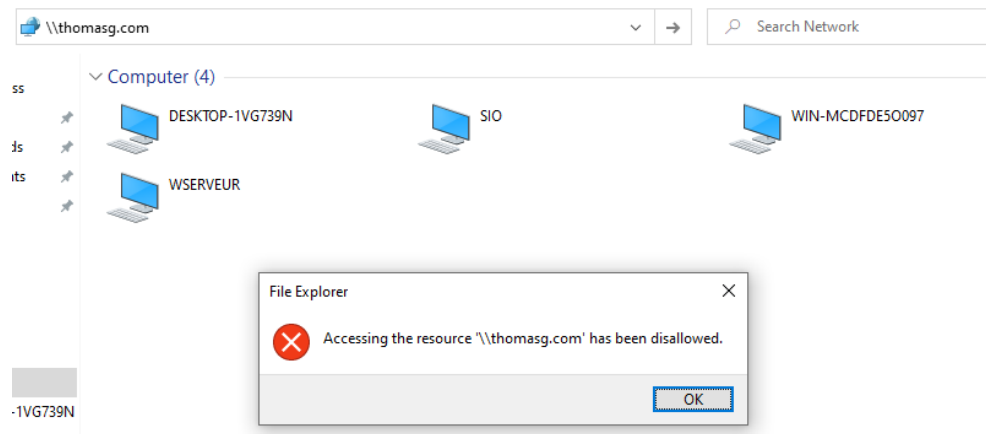 \\thomasg.com
Search Network
ss
Computer (4)
DESKTOP-1VG739N
SIO
WIN-MCDFDE5O097
ds
nts
WSERVEUR
File Explorer
Accessing the resource '\\thomasg.com' has been disallowed.
OK
-1VG739N